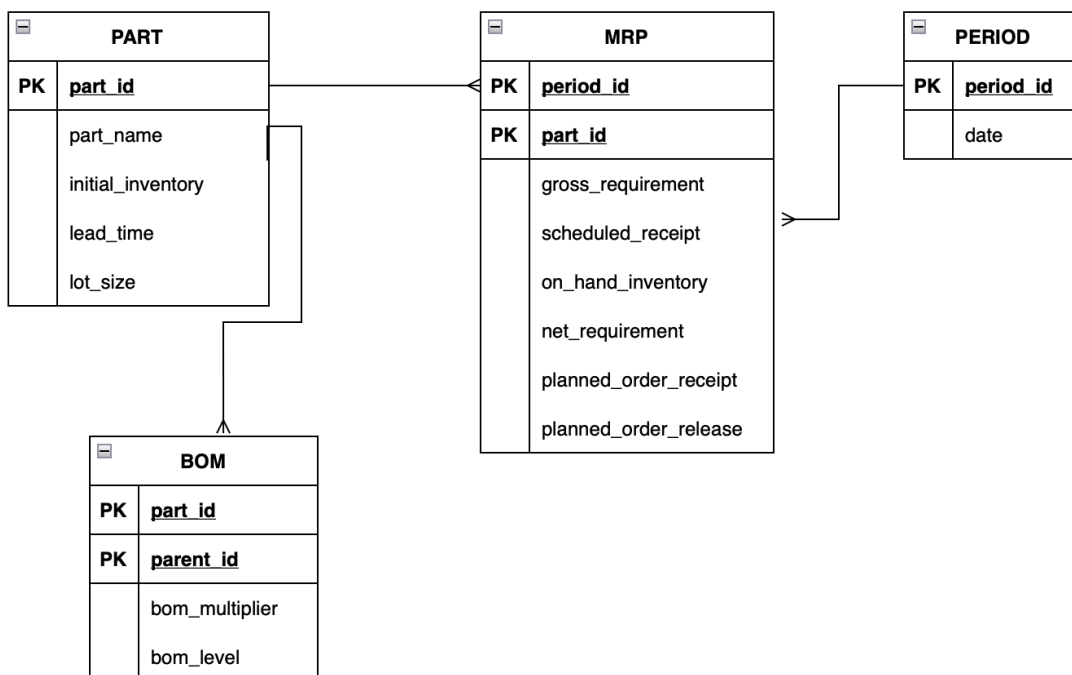 PART
PK part_id
part_name
initial_inventory
lead_time
lot_size
MRP
PK period_id
PK part_id
gross_requirement
scheduled_receipt
on_hand_inventory
net_requirement
planned_order_receipt
planned_order_release
PERIOD
PK period_id
date
BOM
PK part_id
PK parent_id
bom_multiplier
bom_level